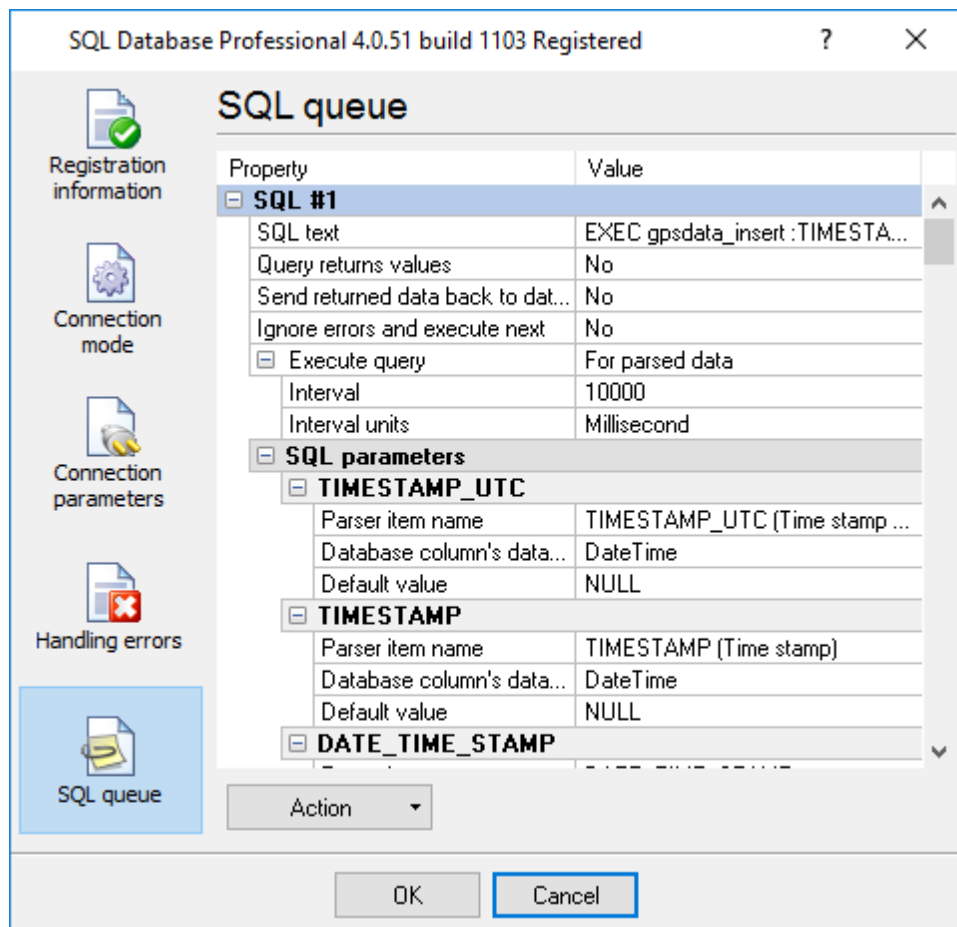 SQL Database Professional 4.0.51 build 1103 Registered ?
Registration
information
Connection
mode
Connection
parameters
Handling errors
SQL queue
SQL queue
Property Value
SQL #1
SQL text EXEC gpsdata_insert :TIMESTA...
Query returns values No
Send returned data back to dat... No
Ignore errors and execute next No
Execute query For parsed data
Interval 10000
Interval units Millisecond
SQL parameters
TIMESTAMP_UTC
Parser item name TIMESTAMP_UTC (Time stamp ...
Database column's data... DateTime
Default value NULL
TIMESTAMP
Parser item name TIMESTAMP (Time stamp)
Database column's data... DateTime
Default value NULL
DATE_TIME_STAMP
Action
OK Cancel